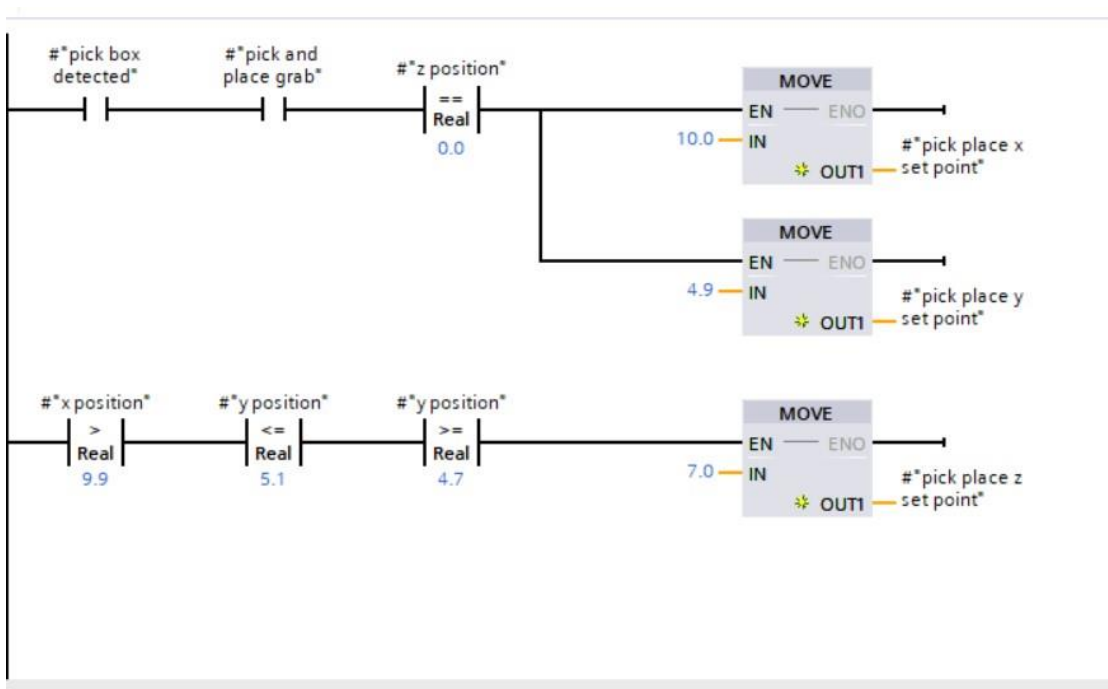 #"pick box
detected"
#"pick and
place grab"
#"z position"
==
Real
0.0
MOVE
EN
ENO
10.0
IN
OUT1
#"pick place x
set point"
MOVE
EN
ENO
4.9
IN
OUT1
#"pick place y
set point"
#"x position"
>
Real
9.9
#"y position"
<=
Real
5.1
#"y position"
>=
Real
4.7
MOVE
EN
ENO
7.0
IN
OUT1
#"pick place z
set point"